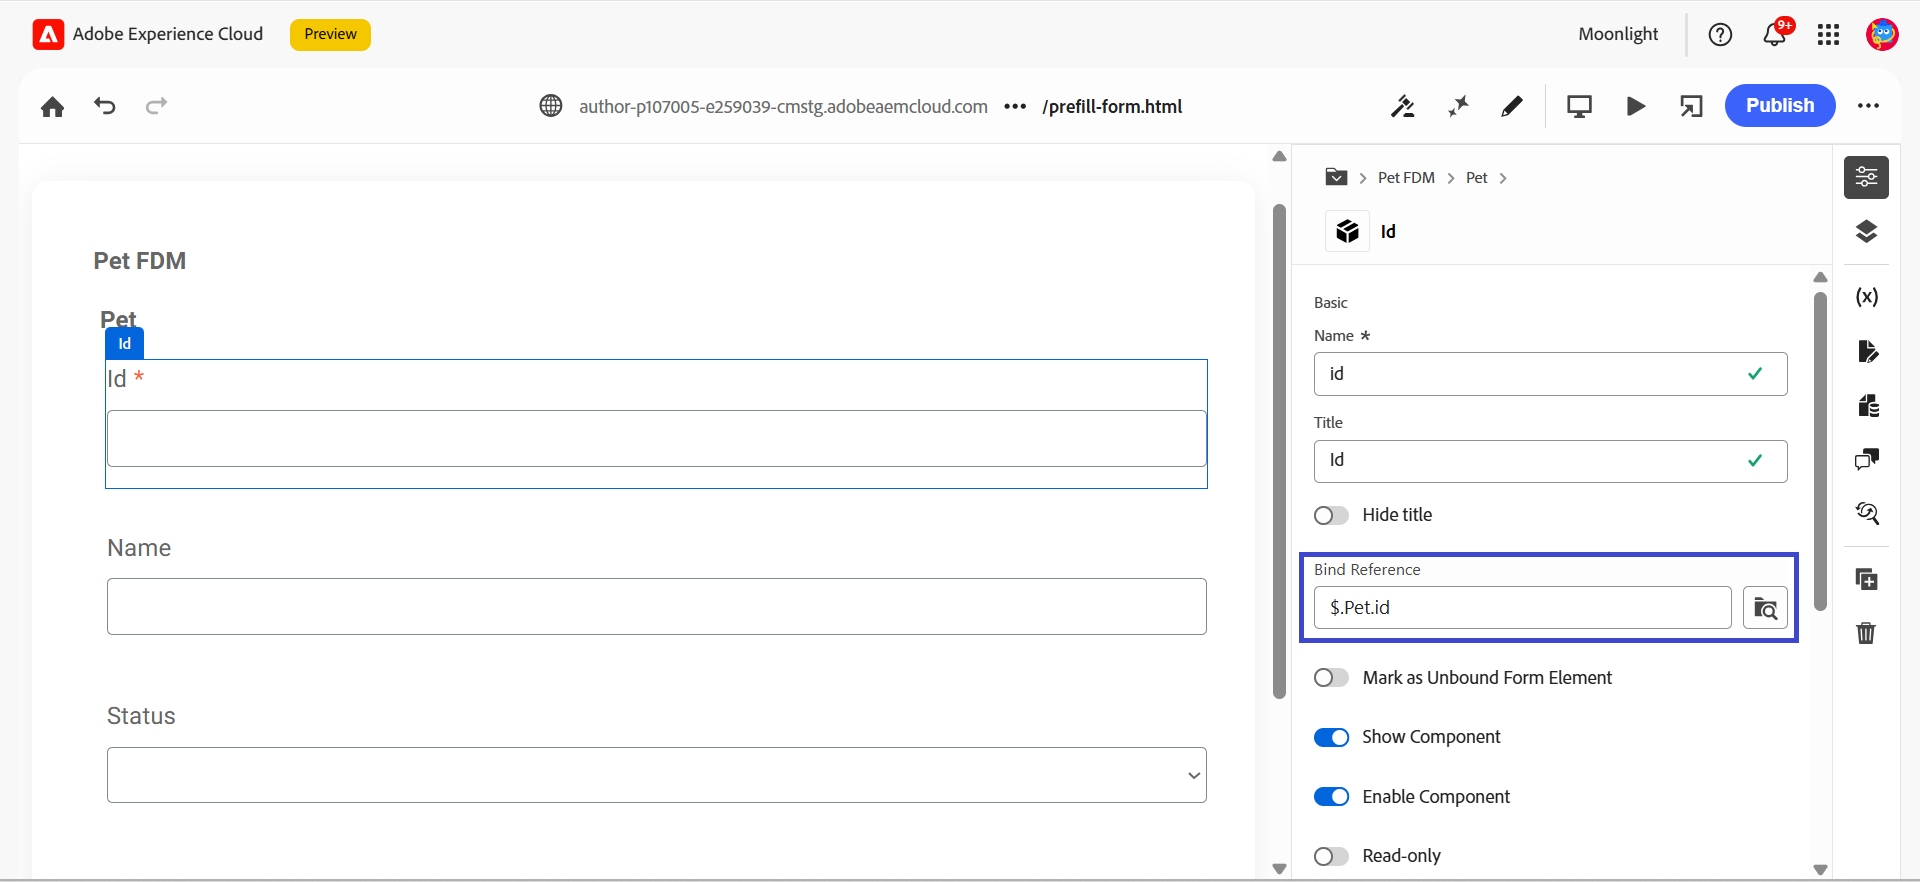 Adobe Experience Cloud
Preview
Moonlight
9+
author-p107005-e259039-cmstg.adobeaemcloud.com ••• /prefill-form.html
Publish
Pet FDM
Pet
Id
Id *
Name
Status
Pet FDM > Pet >
Id
Basic
Name *
id
Title
Id
Hide title
Bind Reference
$.Pet.id
Mark as Unbound Form Element
Show Component
Enable Component
Read-only
(x)